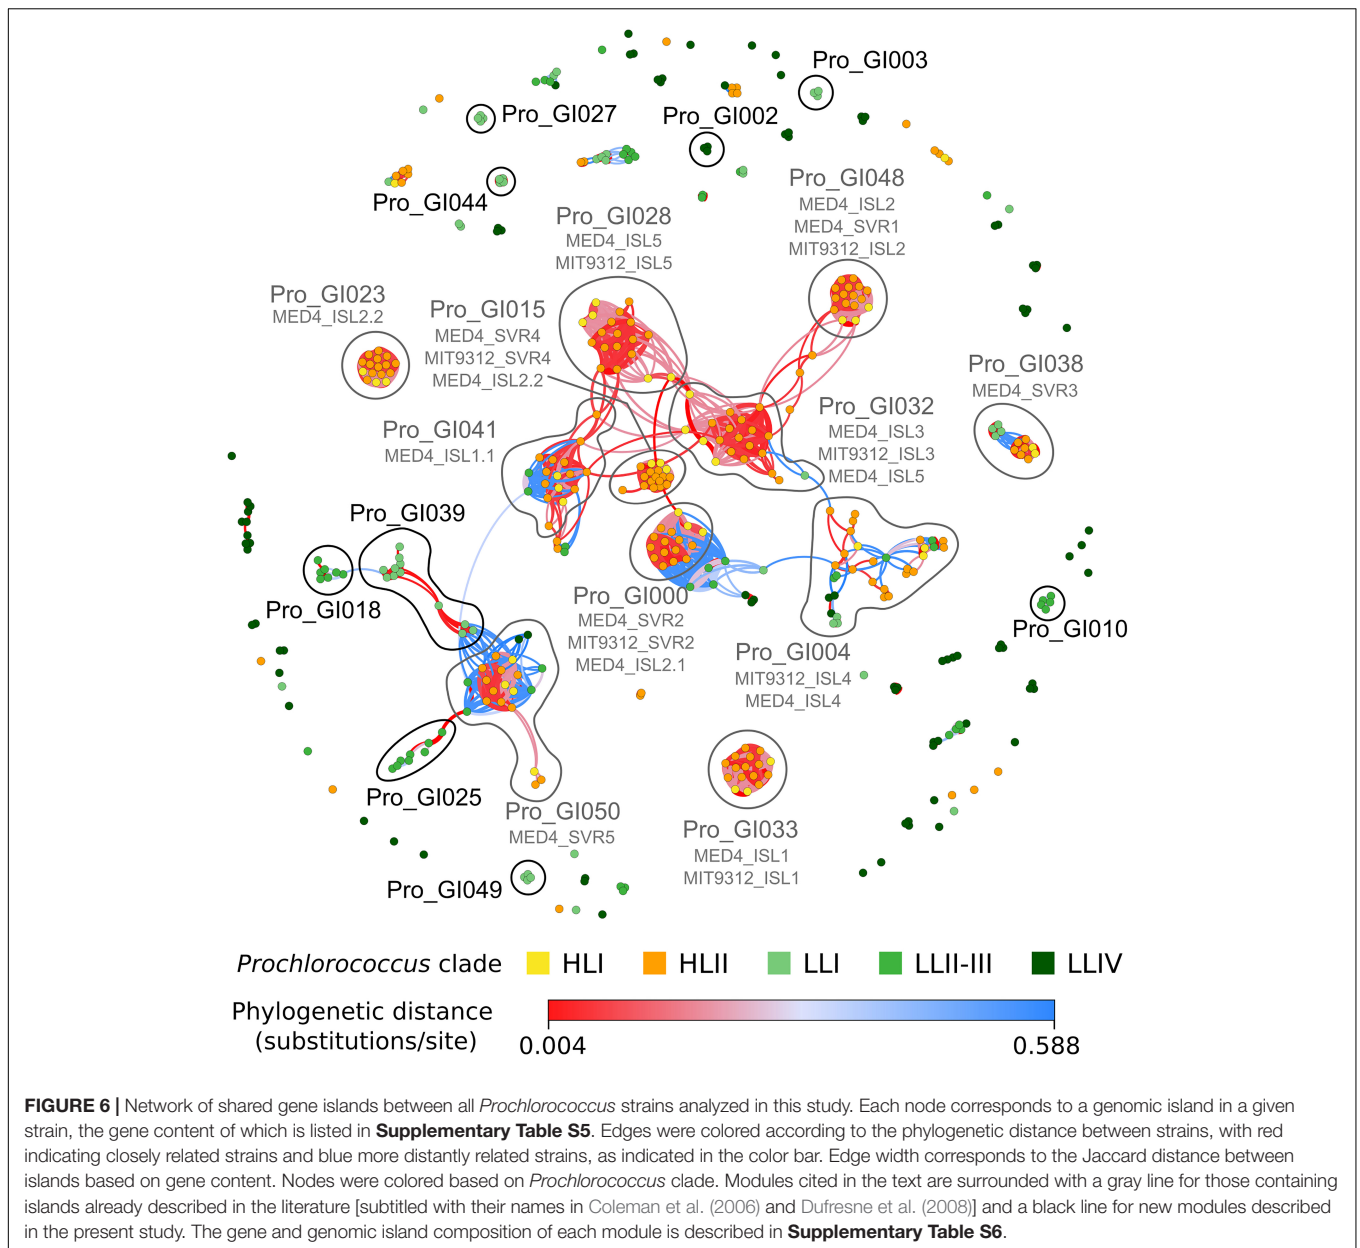 Pro_GI003
Pro_GI027
Pro_GI002
Pro_GI044
Pro_GI048
MED4_ISL2
MED4_SVR1
MIT9312_ISL2
Pro_GI028
MED4_ISL5
MIT9312_ISL5
Pro_GI023
MED4_ISL2.2
Pro_GI015
MED4_SVR4
MIT9312_SVR4
MED4_ISL2.2
Pro_GI038
MED4_SVR3
Pro_GI032
MED4_ISL3
MIT9312_ISL3
MED4_ISL5
Pro_GI041
MED4_ISL1.1
Pro_GI039
Pro_GI018
Pro_GI000
MED4_SVR2
MIT9312_SVR2
MED4_ISL2.1
Pro_GI010
Pro_GI004
MIT9312_ISL4
MED4_ISL4
Pro_GI025
Pro_GI050
MED4_SVR5
Pro_GI033
MED4_ISL1
MIT9312_ISL1
Pro_GI049
Prochlorococcus clade HLI HLII LLI LLII-III LLIV
Phylogenetic distance
(substitutions/site)
0.004 0.588
FIGURE 6 | Network of shared gene islands between all Prochlorococcus strains analyzed in this study. Each node corresponds to a genomic island in a given
strain, the gene content of which is listed in Supplementary Table S5. Edges were colored according to the phylogenetic distance between strains, with red
indicating closely related strains and blue more distantly related strains, as indicated in the color bar. Edge width corresponds to the Jaccard distance between
islands based on gene content. Nodes were colored based on Prochlorococcus clade. Modules cited in the text are surrounded with a gray line for those containing
islands already described in the literature [subtitled with their names in Coleman et al. (2006) and Dufresne et al. (2008)] and a black line for new modules described
in the present study. The gene and genomic island composition of each module is described in Supplementary Table S6.